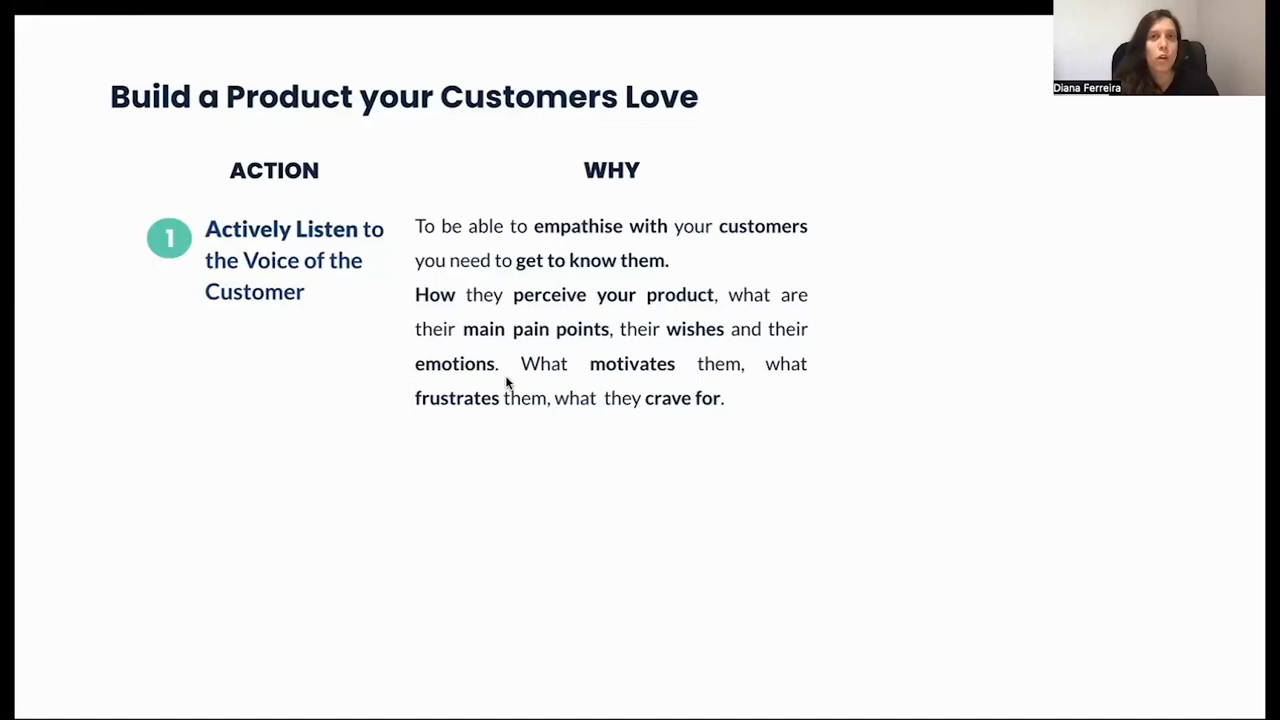 Build a Product your Customers Love
ACTION
WHY
1
Actively Listen to
the Voice of the
Customer
To be able to empathise with your customers
you need to get to know them.
How they perceive your product, what are
their main pain points, their wishes and their
emotions. What motivates them, what
frustrates them, what they crave for.
Diana Ferreira